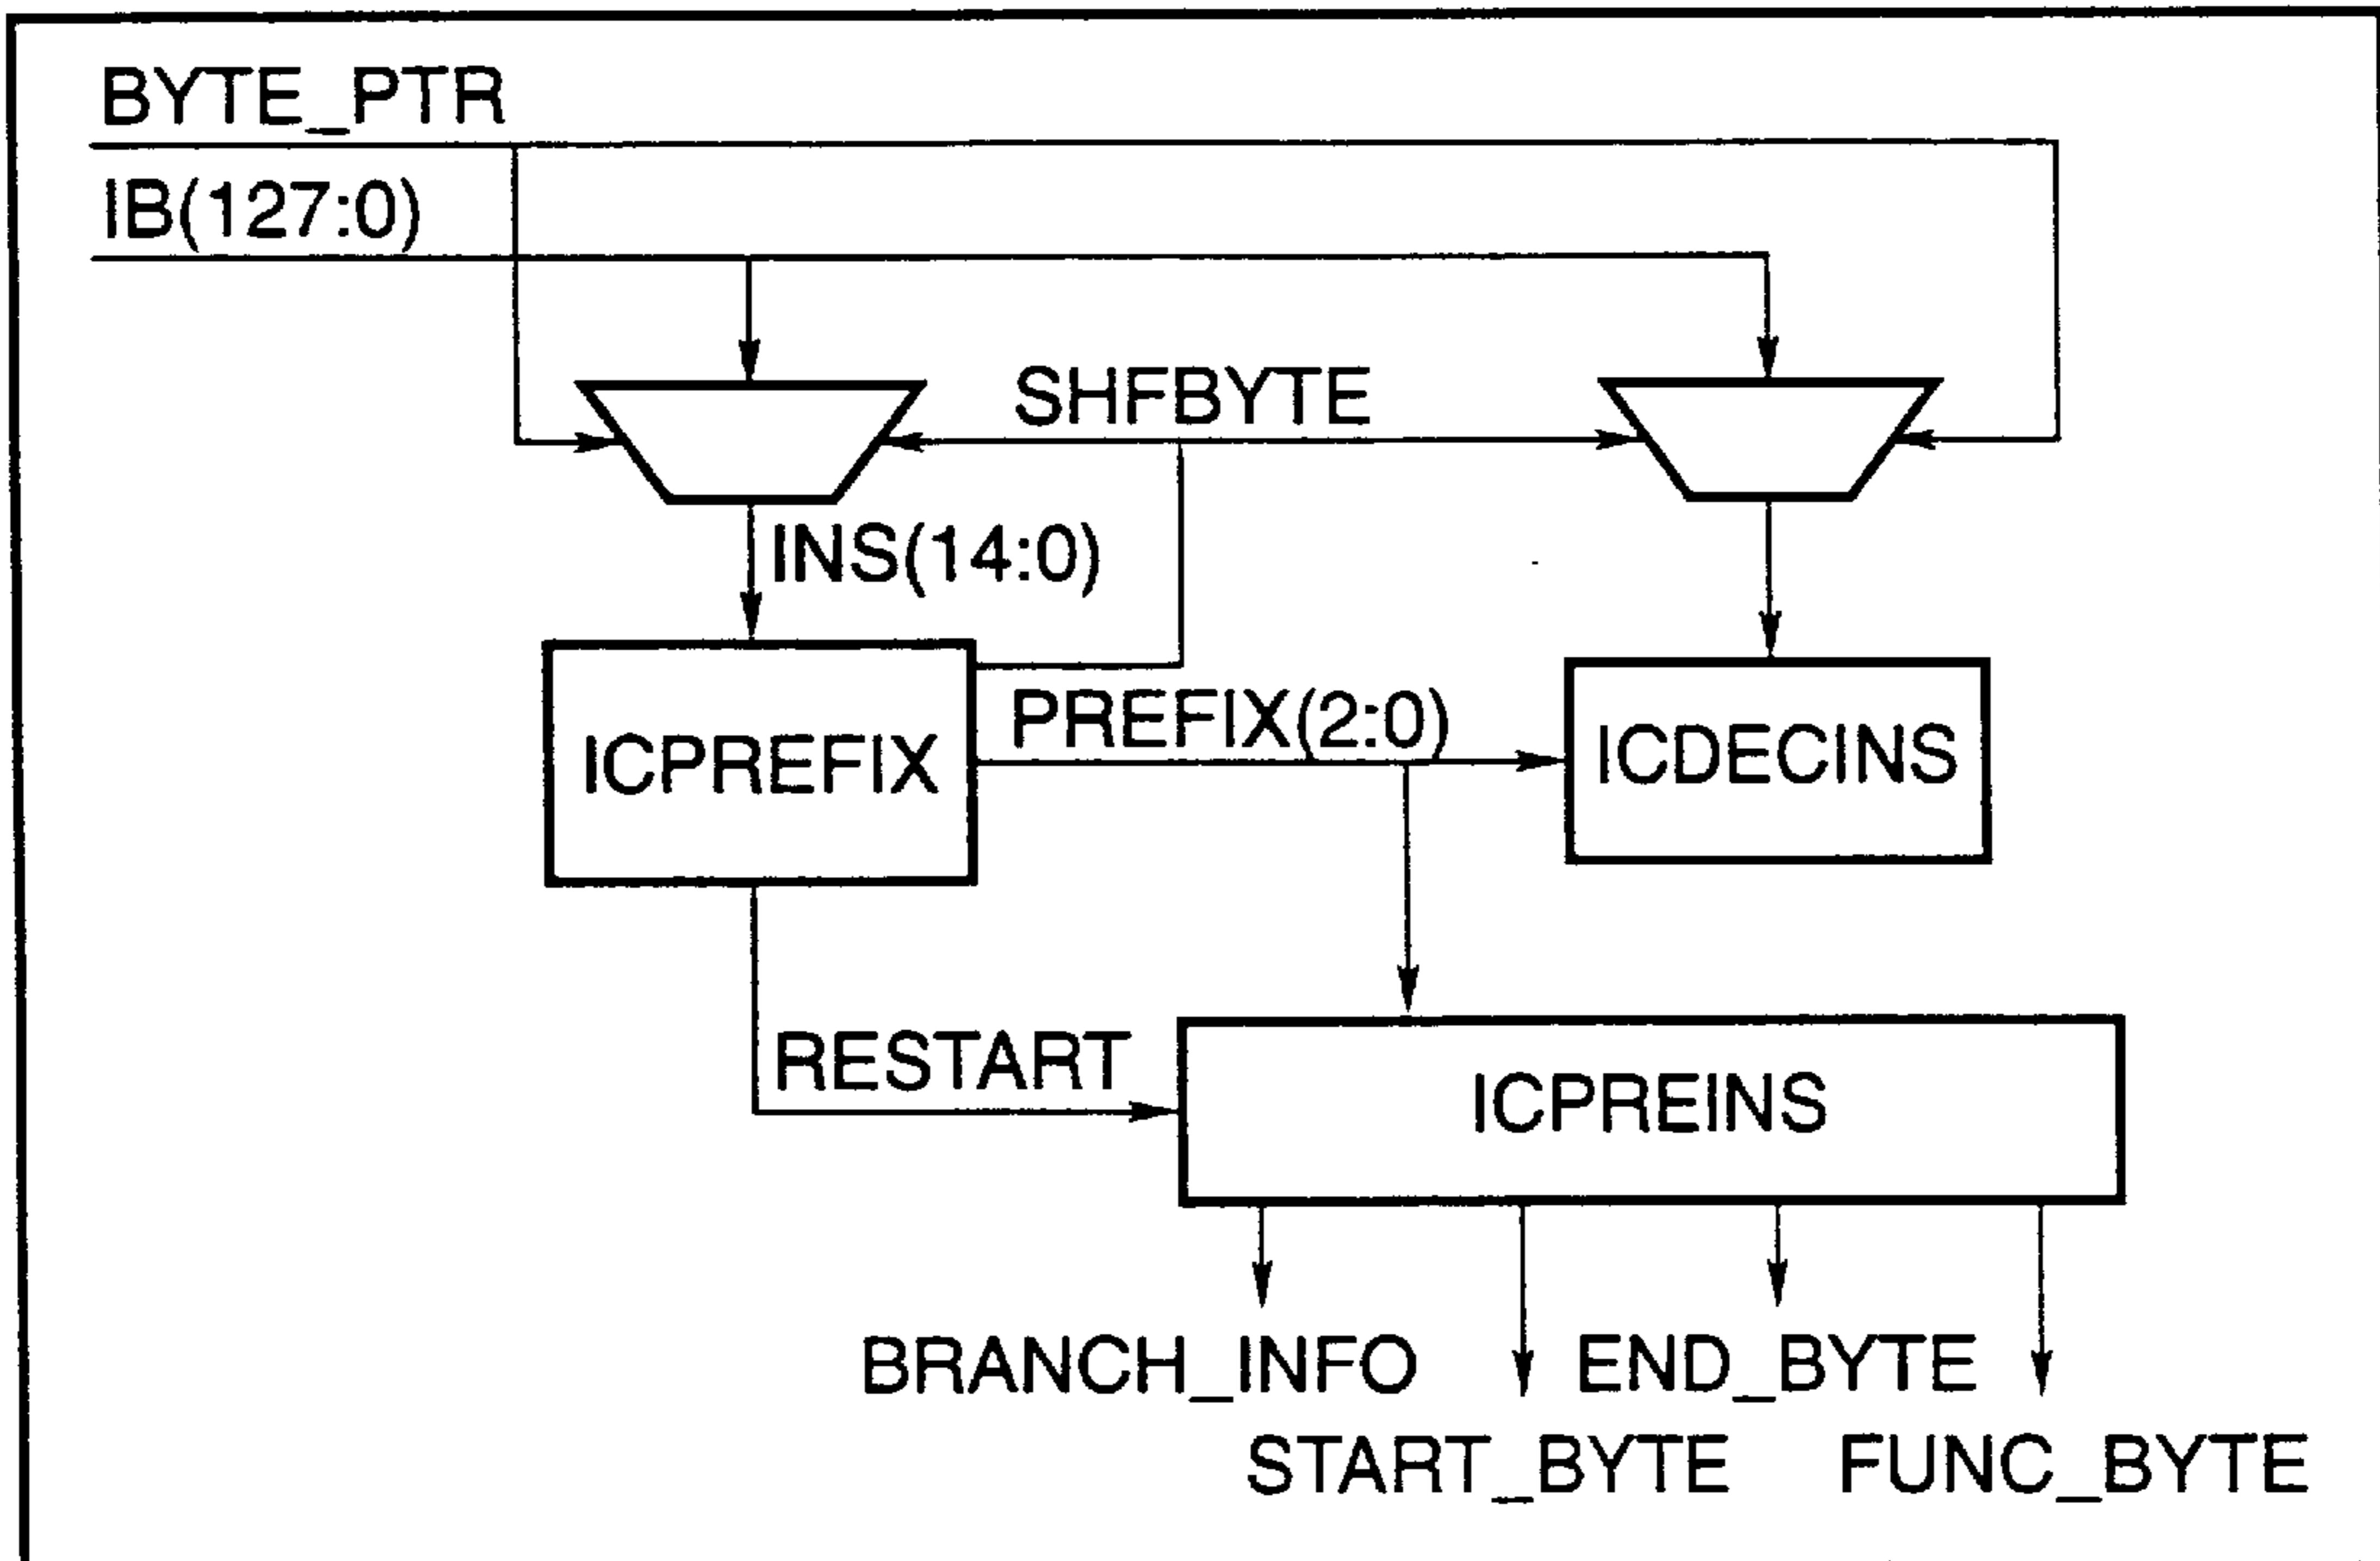 BYTE_PTR
IB(127:0)
SHFBYTE
INS(14:0)
PREFIX(2:0)
ICPREFIX
ICDECINS
RESTART
ICPREINS
BRANCH_INFO
END_BYTE
START_BYTE
FUNC_BYTE